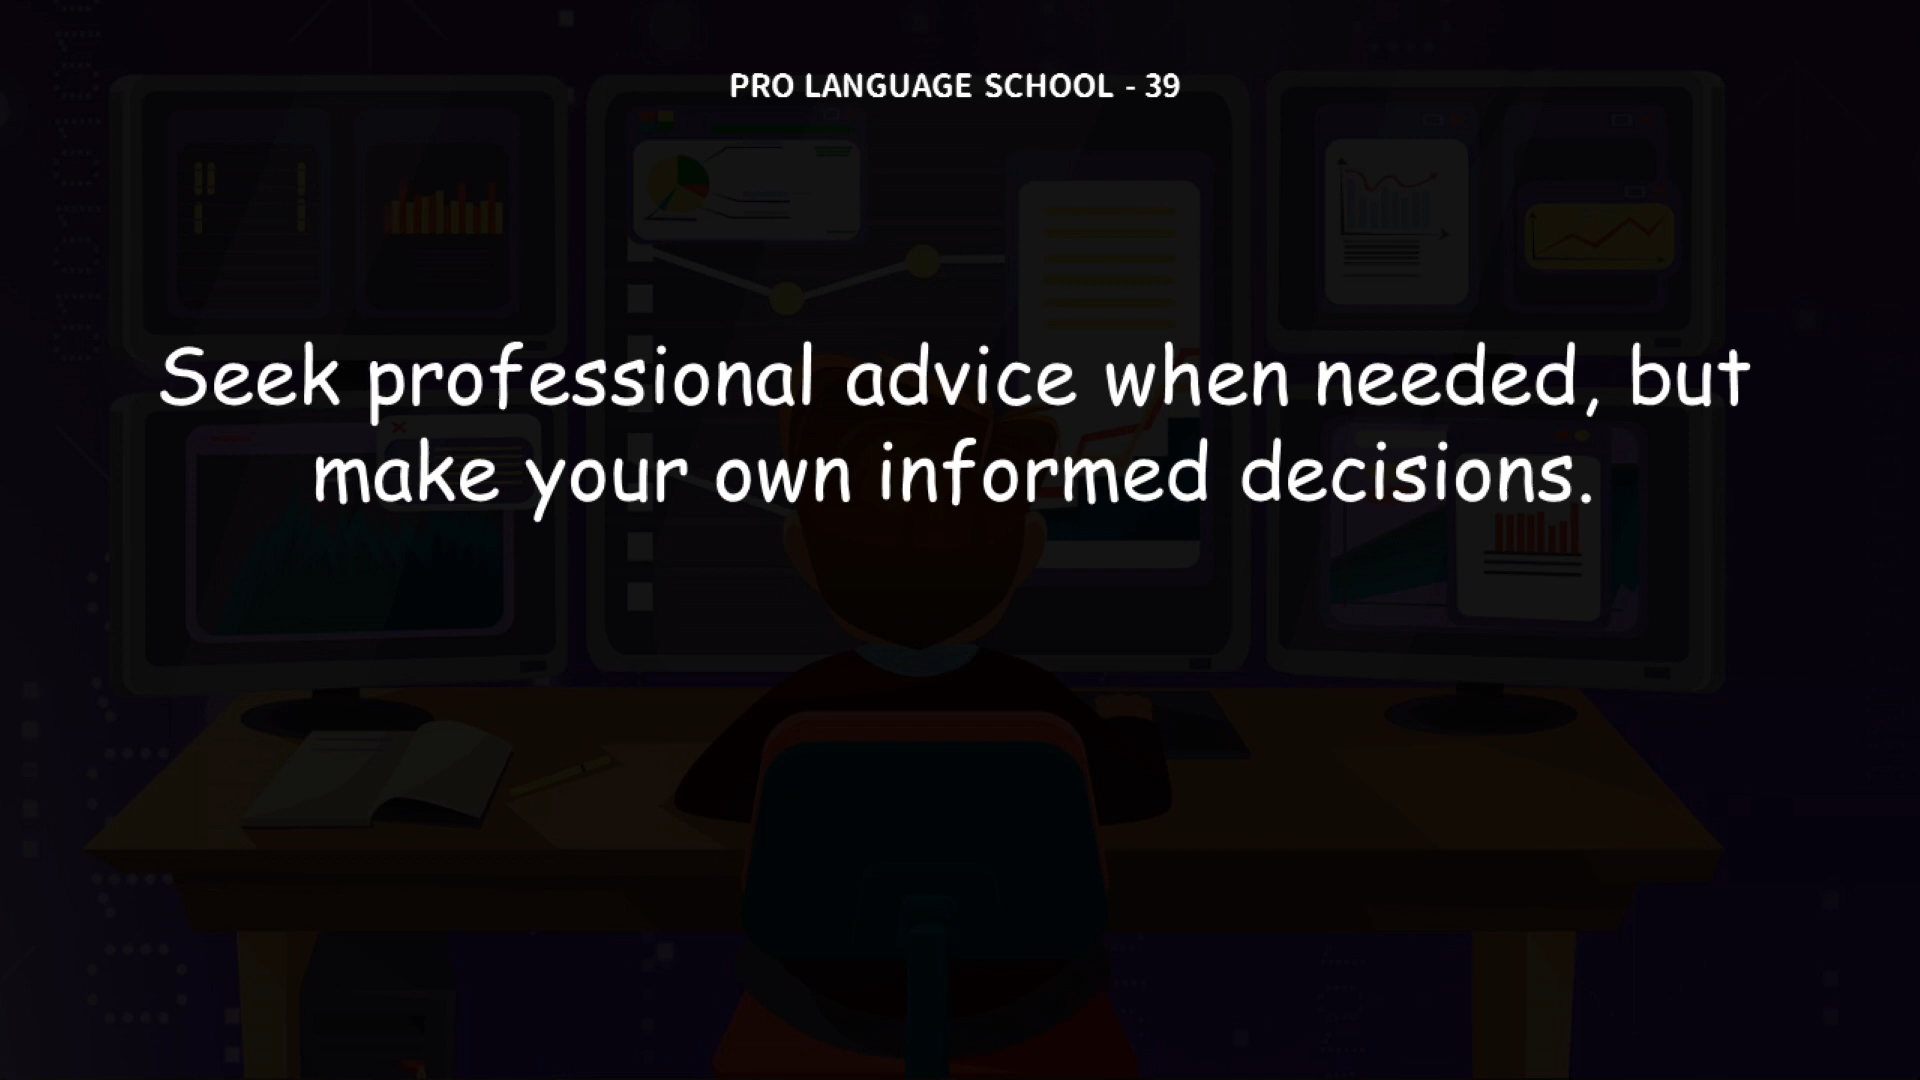 PRO LANGUAGE SCHOOL - 39
Seek professional advice when needed, but
make your own informed decisions.